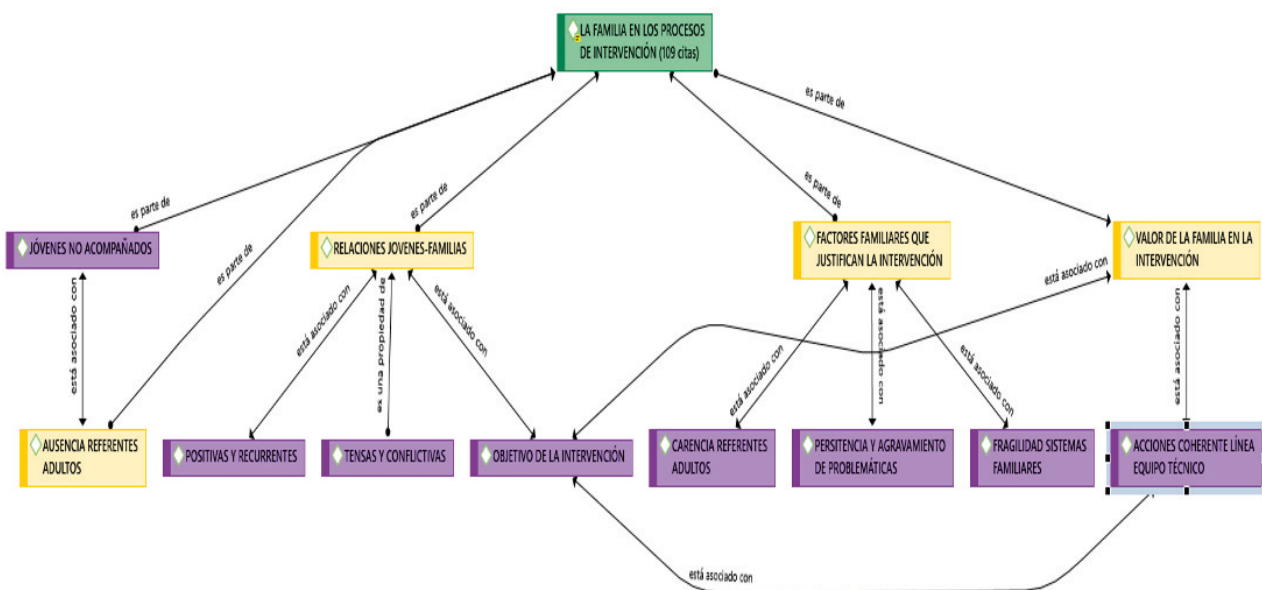 LA FAMILIA EN LOS PROCESOS
DE INTERVENCIÓN (109 citas)
es parte de
es parte de
es parte de
es parte de
es parte de
JÓVENES NO ACOMPAÑADOS
RELACIONES JOVENES-FAMILIAS
FACTORES FAMILIARES QUE
JUSTIFICAN LA INTERVENCIÓN
VALOR DE LA FAMILIA EN LA
INTERVENCIÓN
está asociado con
está asociado con
es una propiedad de
está asociado con
está asociado con
está asociado con
está asociado con
está asociado con
está asociado con
AUSENCIA REFERENTES
ADULTOS
POSITIVAS Y RECURRENTES
TENSAS Y CONFLICTIVAS
OBJETIVO DE LA INTERVENCIÓN
CARENCIA REFERENTES
ADULTOS
PERSITENCIA Y AGRAVAMIENTO
DE PROBLEMÁTICAS
FRAGILIDAD SISTEMAS
FAMILIARES
ACCIONES COHERENTE LÍNEA
EQUIPO TÉCNICO
está asociado con